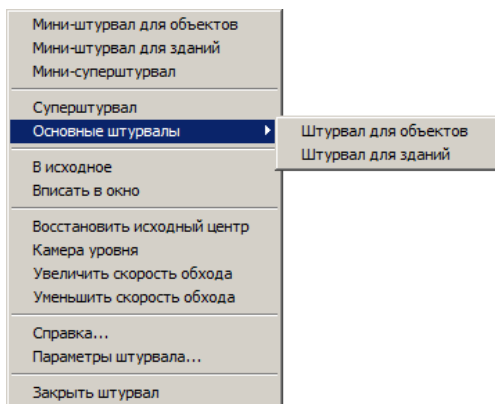 Мини-штурвал для объектов
Мини-штурвал для зданий
Мини-суперштурвал
Суперштурвал
Основные штурвалы
Штурвал для объектов
Штурвал для зданий
В исходное
Вписать в окно
Восстановить исходный центр
Камера уровня
Увеличить скорость обхода
Уменьшить скорость обхода
Справка...
Параметры штурвала...
Закрыть штурвал